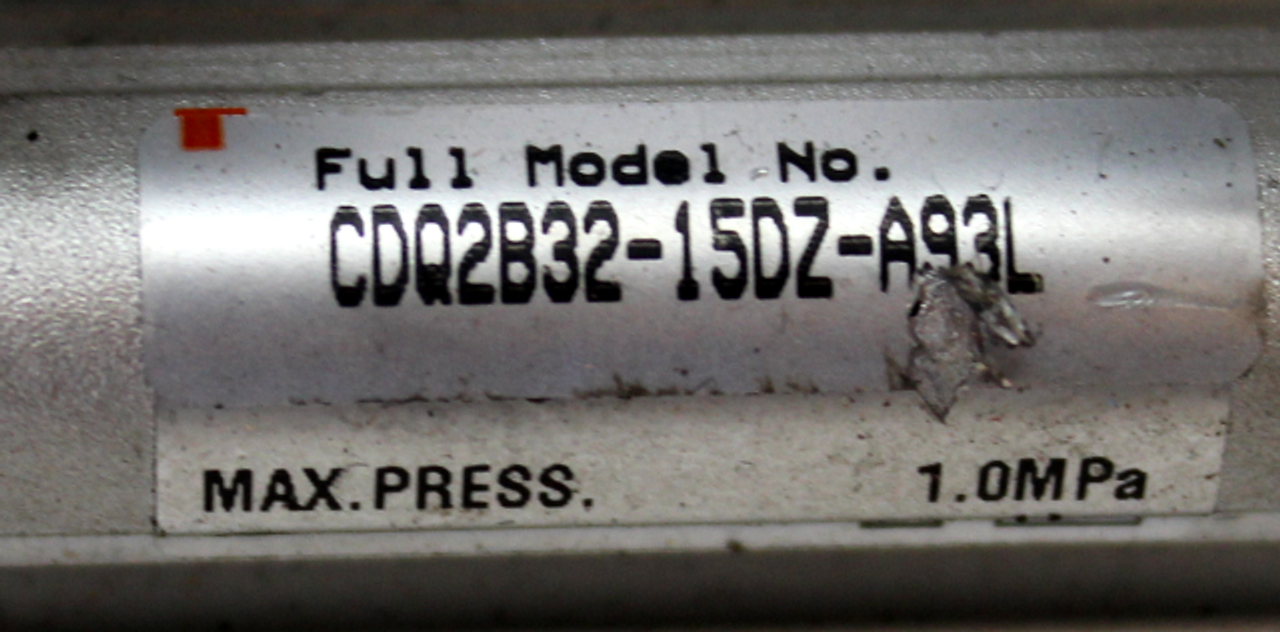 Full Model No.
CDQ2B32-15DZ-A93L
MAX.PRESS. 1.0MPa